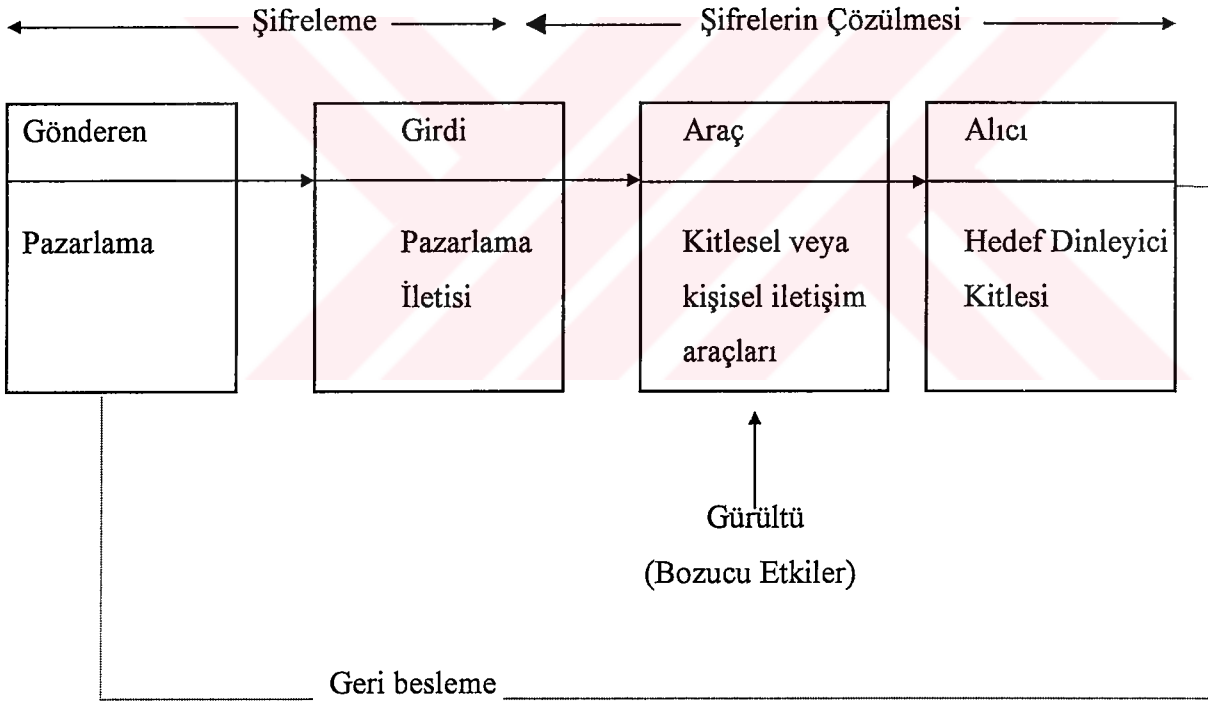 Şifreleme
Şifrelerin Çözülmesi
Gönderen
Girdi
Araç
Alıcı
Pazarlama
Pazarlama
İletisi
Kitlesel veya
kişisel iletişim
araçları
Hedef Dinleyici
Kitlesi
Gürültü
(Bozucu Etkiler)
Geri besleme